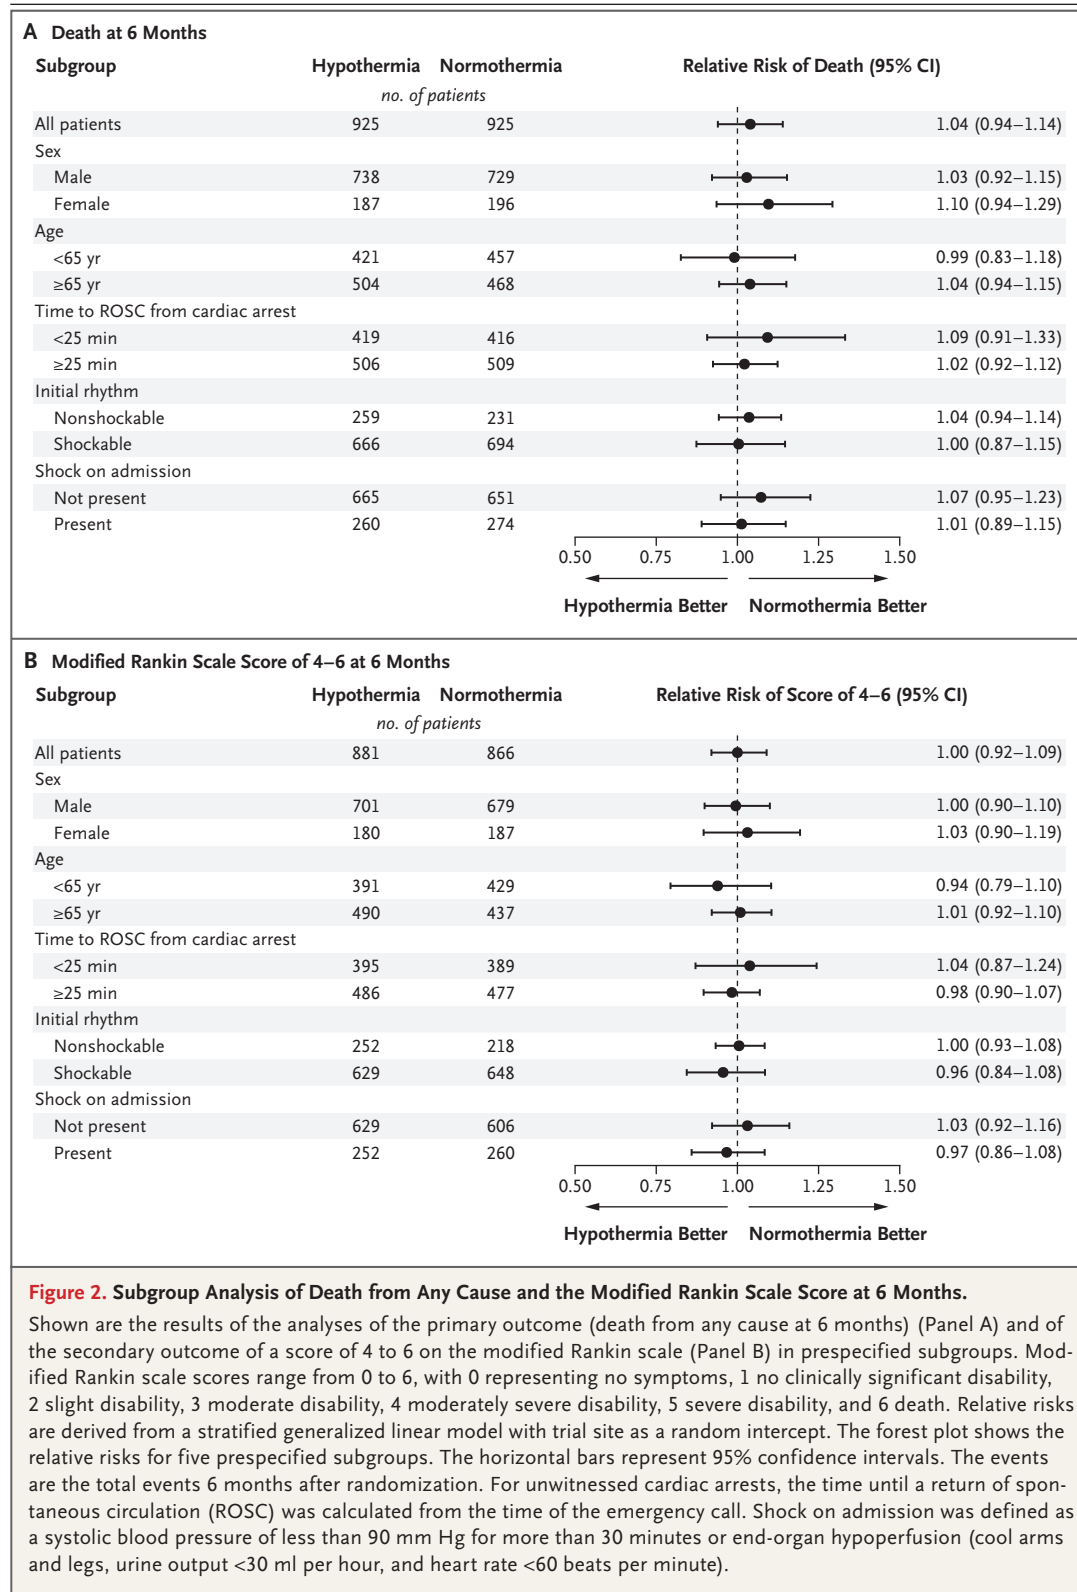 A Death at 6 Months
Subgroup Hypothermia Normothermia Relative Risk of Death (95% CI)
no. of patients
All patients 925 925 1.04 (0.94–1.14)
Sex
Male 738 729 1.03 (0.92–1.15)
Female 187 196 1.10 (0.94–1.29)
Age
<65 yr 421 457 0.99 (0.83–1.18)
≥65 yr 504 468 1.04 (0.94–1.15)
Time to ROSC from cardiac arrest
<25 min 419 416 1.09 (0.91–1.33)
≥25 min 506 509 1.02 (0.92–1.12)
Initial rhythm
Nonshockable 259 231 1.04 (0.94–1.14)
Shockable 666 694 1.00 (0.87–1.15)
Shock on admission
Not present 665 651 1.07 (0.95–1.23)
Present 260 274 1.01 (0.89–1.15)
0.50 0.75 1.00 1.25 1.50
Hypothermia Better Normothermia Better
B Modified Rankin Scale Score of 4–6 at 6 Months
Subgroup Hypothermia Normothermia Relative Risk of Score of 4–6 (95% CI)
no. of patients
All patients 881 866 1.00 (0.92–1.09)
Sex
Male 701 679 1.00 (0.90–1.10)
Female 180 187 1.03 (0.90–1.19)
Age
<65 yr 391 429 0.94 (0.79–1.10)
≥65 yr 490 437 1.01 (0.92–1.10)
Time to ROSC from cardiac arrest
<25 min 395 389 1.04 (0.87–1.24)
≥25 min 486 477 0.98 (0.90–1.07)
Initial rhythm
Nonshockable 252 218 1.00 (0.93–1.08)
Shockable 629 648 0.96 (0.84–1.08)
Shock on admission
Not present 629 606 1.03 (0.92–1.16)
Present 252 260 0.97 (0.86–1.08)
0.50 0.75 1.00 1.25 1.50
Hypothermia Better Normothermia Better
Figure 2. Subgroup Analysis of Death from Any Cause and the Modified Rankin Scale Score at 6 Months.
Shown are the results of the analyses of the primary outcome (death from any cause at 6 months) (Panel A) and of
the secondary outcome of a score of 4 to 6 on the modified Rankin scale (Panel B) in prespecified subgroups. Mod-
ified Rankin scale scores range from 0 to 6, with 0 representing no symptoms, 1 no clinically significant disability,
2 slight disability, 3 moderate disability, 4 moderately severe disability, 5 severe disability, and 6 death. Relative risks
are derived from a stratified generalized linear model with trial site as a random intercept. The forest plot shows the
relative risks for five prespecified subgroups. The horizontal bars represent 95% confidence intervals. The events
are the total events 6 months after randomization. For unwitnessed cardiac arrests, the time until a return of spon-
taneous circulation (ROSC) was calculated from the time of the emergency call. Shock on admission was defined as
a systolic blood pressure of less than 90 mm Hg for more than 30 minutes or end-organ hypoperfusion (cool arms
and legs, urine output <30 ml per hour, and heart rate <60 beats per minute).